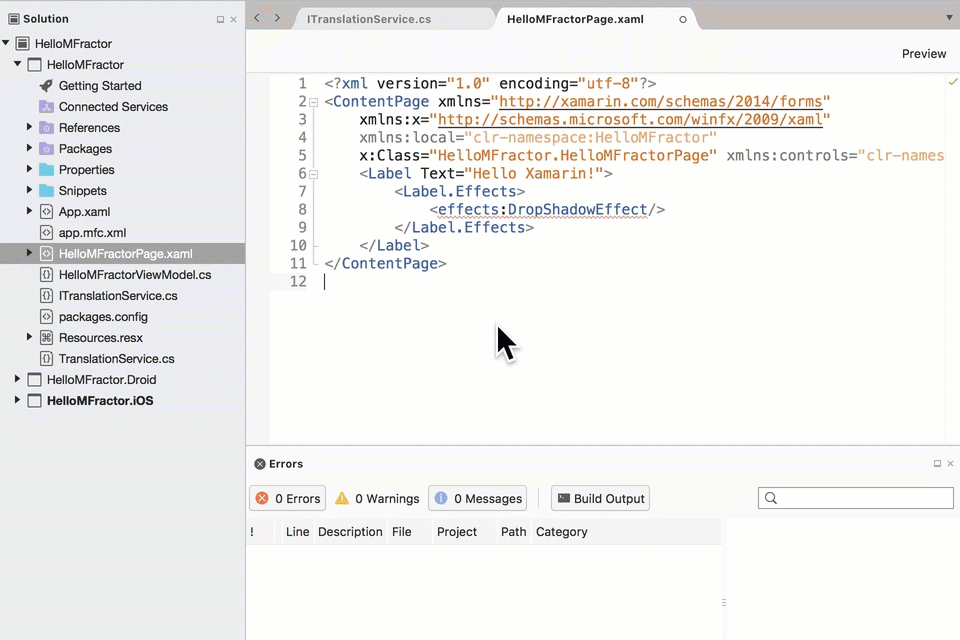 Solution
HelloMFractor
HelloMFractor
Getting Started
Connected Services
References
Packages
Properties
Snippets
App.xaml
app.mfc.xml
HelloMFractorPage.xaml
HelloMFractorViewModel.cs
ITranslationService.cs
packages.config
Resources.resx
TranslationService.cs
HelloMFractor.Droid
HelloMFractor.iOS
ITranslationService.cs
HelloMFractorPage.xaml
Preview
1 <?xml version="1.0" encoding="utf-8"?>
2 <ContentPage xmlns="http://xamarin.com/schemas/2014/forms"
3 xmlns:x="http://schemas.microsoft.com/winfx/2009/xaml"
4 xmlns:local="clr-namespace:HelloMFractor"
5 x:Class="HelloMFractor.HelloMFractorPage" xmlns:controls="clr-names
6 <Label Text="Hello Xamarin!">
7 <Label.Effects>
8 <effects:DropShadowEffect/>
9 </Label.Effects>
10 </Label>
11 </ContentPage>
12
Errors
0 Errors 0 Warnings 0 Messages Build Output
! Line Description File Project Path Category